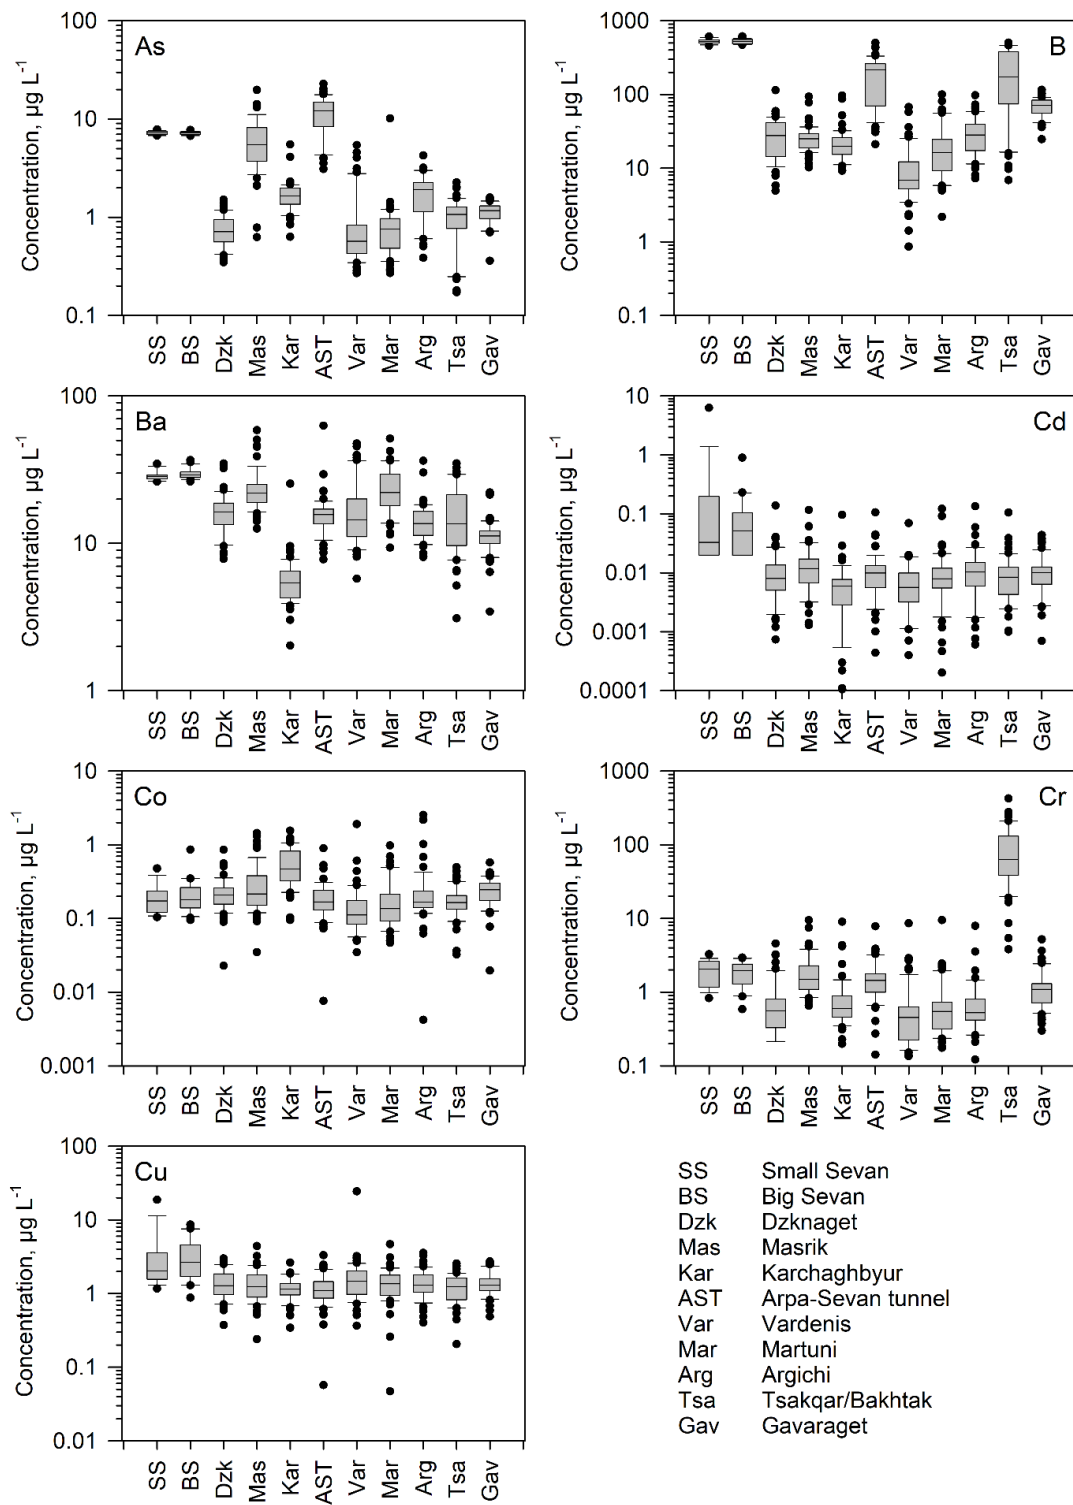 As
Concentration, µg L⁻¹
100
10
1
0.1
SS BS Dzk Mas Kar AST Var Mar Arg Tsa Gav
B
Concentration, µg L⁻¹
1000
100
10
1
0.1
SS BS Dzk Mas Kar AST Var Mar Arg Tsa Gav
Ba
Concentration, µg L⁻¹
100
10
1
SS BS Dzk Mas Kar AST Var Mar Arg Tsa Gav
Cd
Concentration, µg L⁻¹
10
1
0.1
0.01
0.001
0.0001
SS BS Dzk Mas Kar AST Var Mar Arg Tsa Gav
Co
Concentration, µg L⁻¹
10
1
0.1
0.01
0.001
SS BS Dzk Mas Kar AST Var Mar Arg Tsa Gav
Cr
Concentration, µg L⁻¹
1000
100
10
1
0.1
SS BS Dzk Mas Kar AST Var Mar Arg Tsa Gav
Cu
Concentration, µg L⁻¹
100
10
1
0.1
0.01
SS BS Dzk Mas Kar AST Var Mar Arg Tsa Gav
SS Small Sevan
BS Big Sevan
Dzk Dzknaget
Mas Masrik
Kar Karchaghbyur
AST Arpa-Sevan tunnel
Var Vardenis
Mar Martuni
Arg Argichi
Tsa Tsakqar/Bakhtak
Gav Gavaraget